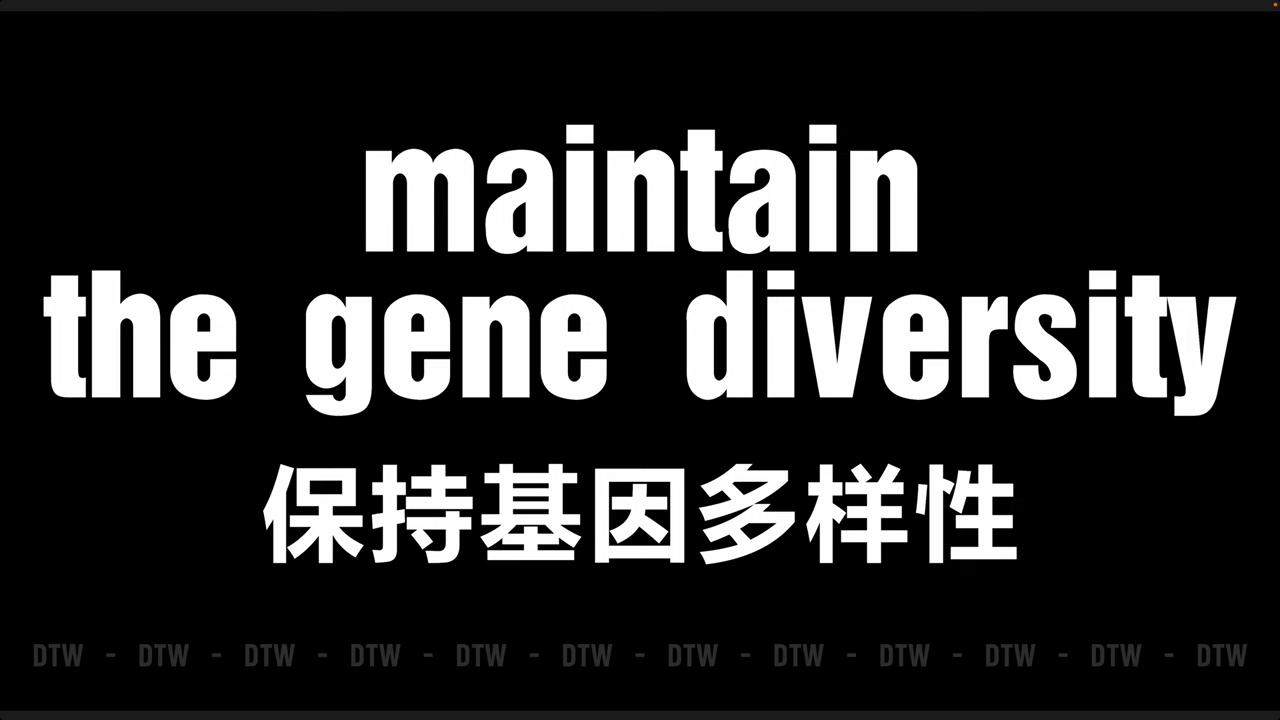 maintain
the gene diversity
保持基因多样性
DTW - DTW - DTW - DTW - DTW - DTW - DTW - DTW - DTW - DTW - DTW - DTW